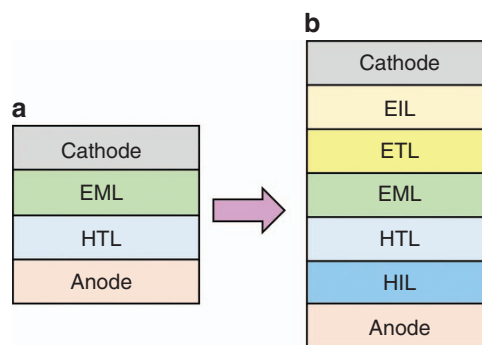 a
Cathode
EML
HTL
Anode
b
Cathode
EIL
ETL
EML
HTL
HIL
Anode